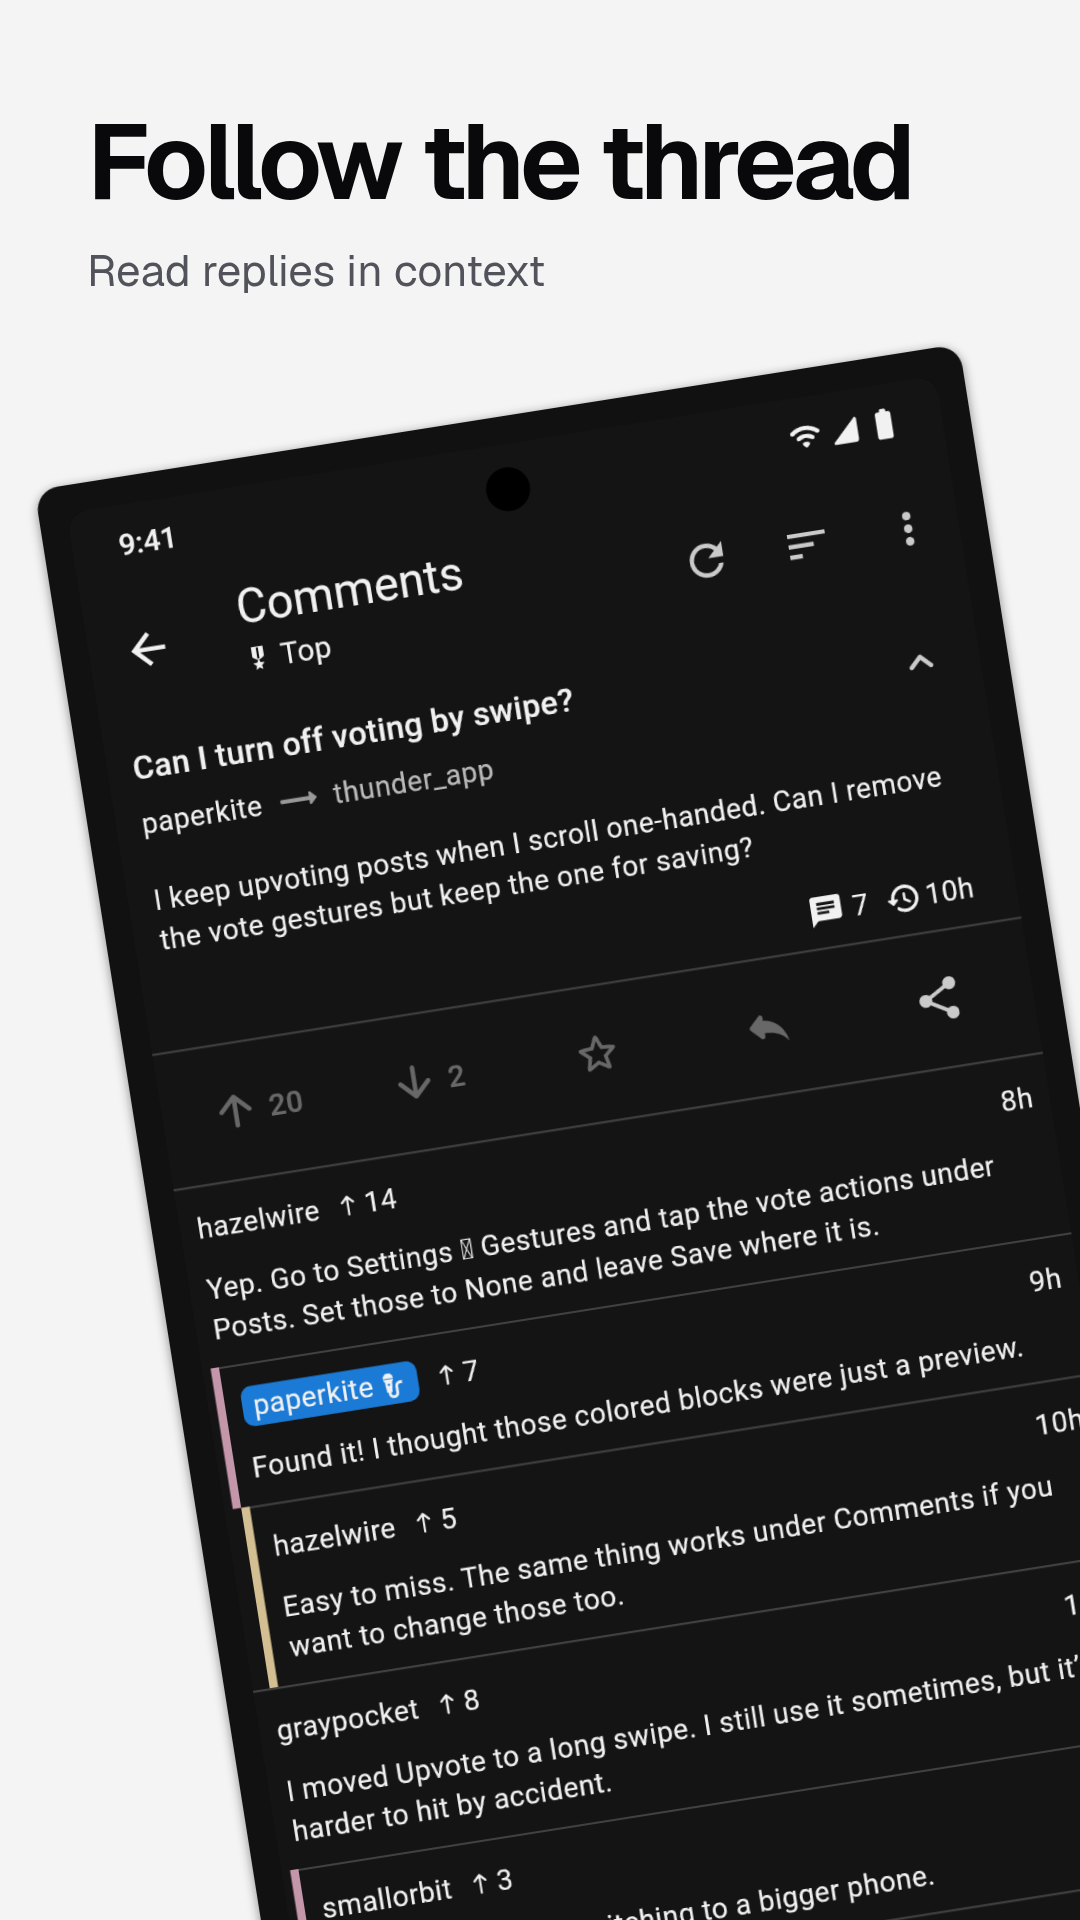 Follow the thread
Read replies in context
9:41
Comments
Top
Can I turn off voting by swipe?
paperkite → thunder_app
I keep upvoting posts when I scroll one-handed. Can I remove
the vote gestures but keep the one for saving?
7 10h
20 2
hazelwire ↑ 14 8h
Yep. Go to Settings Gestures and tap the vote actions under
Posts. Set those to None and leave Save where it is.
paperkite ↑ 7 9h
Found it! I thought those colored blocks were just a preview.
hazelwire ↑ 5 10h
Easy to miss. The same thing works under Comments if you
want to change those too.
graypocket ↑ 8 1
I moved Upvote to a long swipe. I still use it sometimes, but it’
harder to hit by accident.
smallorbit ↑ 3
to a bigger phone.